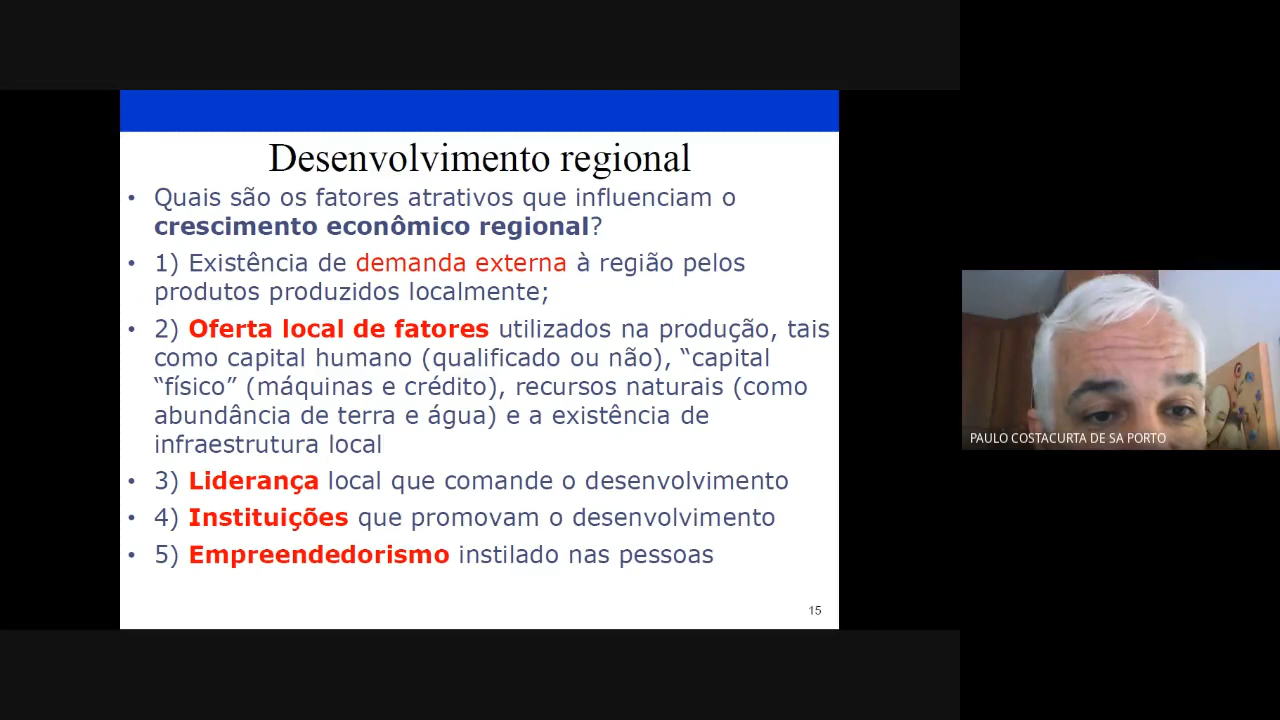 Desenvolvimento regional
• Quais são os fatores atrativos que influenciam o
crescimento econômico regional?
• 1) Existência de demanda externa à região pelos
produtos produzidos localmente;
• 2) Oferta local de fatores utilizados na produção, tais
como capital humano (qualificado ou não), “capital
“físico” (máquinas e crédito), recursos naturais (como
abundância de terra e água) e a existência de
infraestrutura local
• 3) Liderança local que comande o desenvolvimento
• 4) Instituições que promovam o desenvolvimento
• 5) Empreendedorismo instilado nas pessoas
15
PAULO COSTACURTA DE SA PORTO